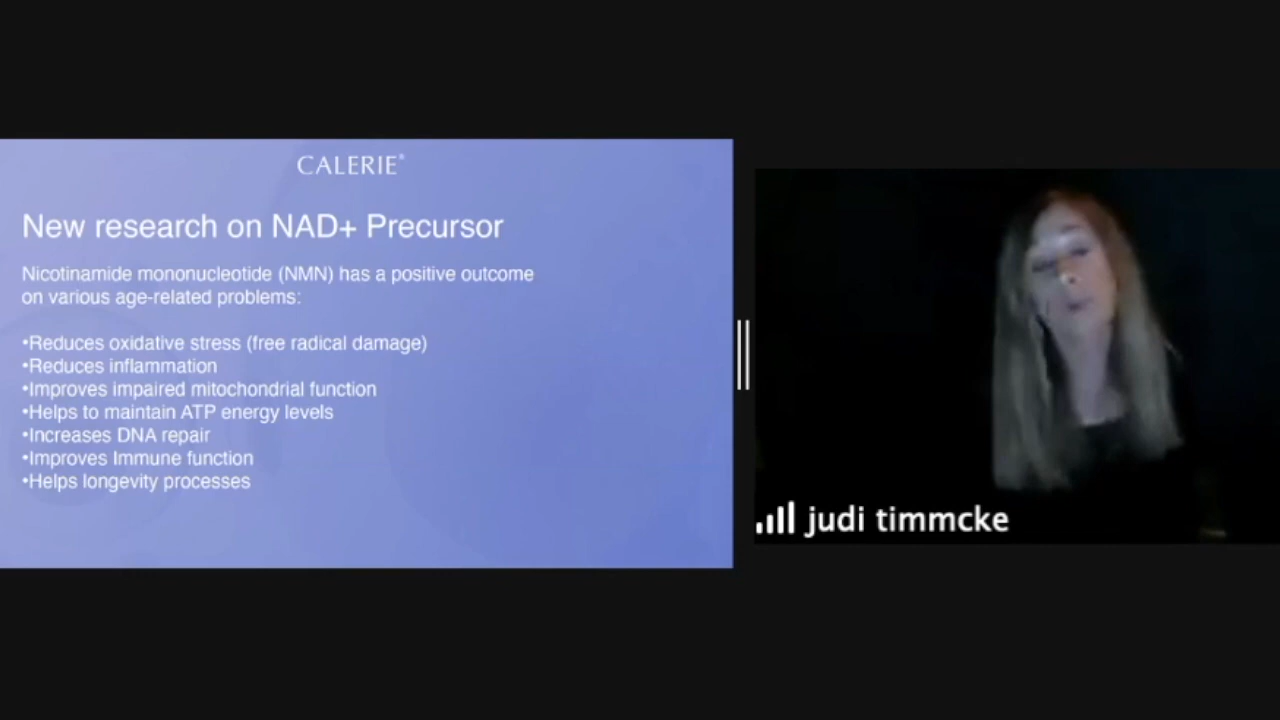 CALERIE®
New research on NAD+ Precursor
Nicotinamide mononucleotide (NMN) has a positive outcome
on various age-related problems:
•Reduces oxidative stress (free radical damage)
•Reduces inflammation
•Improves impaired mitochondrial function
•Helps to maintain ATP energy levels
•Increases DNA repair
•Improves Immune function
•Helps longevity processes
judi timmcke